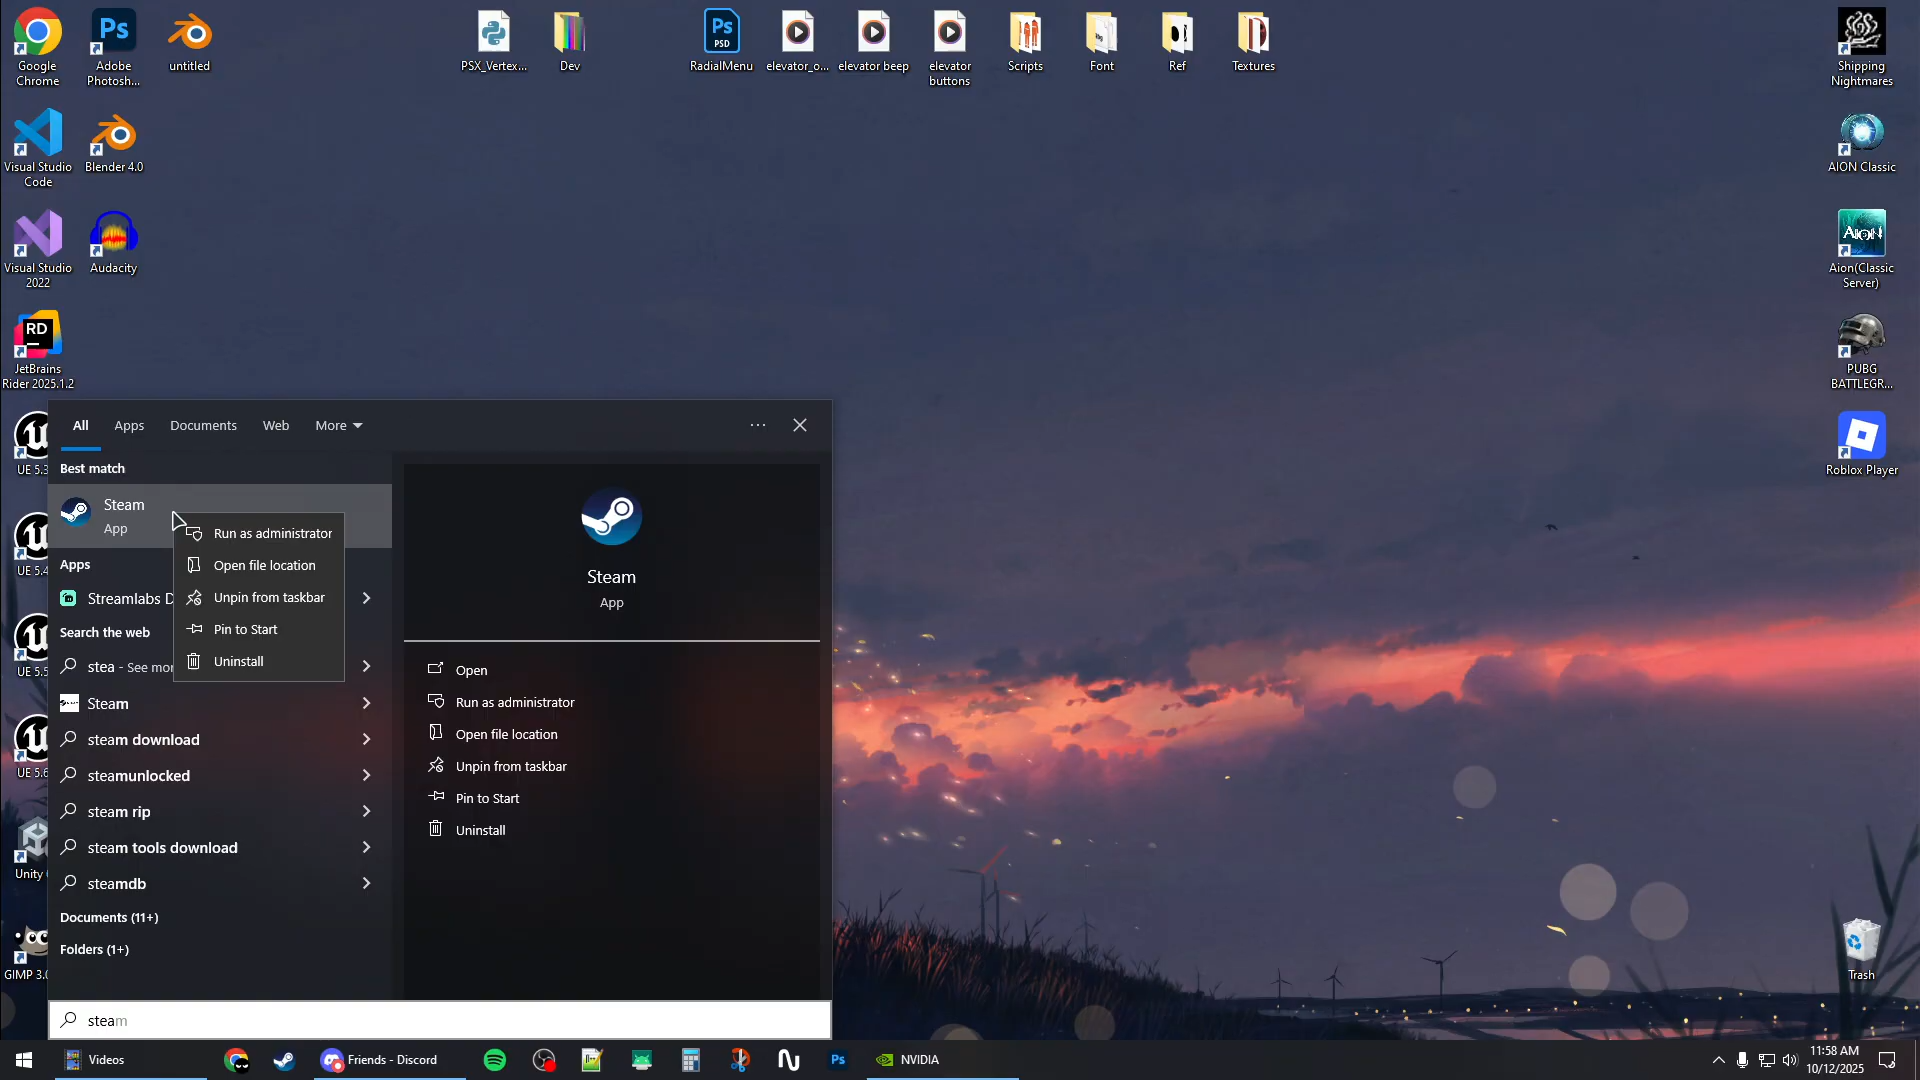 Google
Chrome
Adobe
Photosh...
untitled
PSX_Vertex...
Dev
RadialMenu
elevator_o...
elevator beep
elevator
buttons
Scripts
Font
Ref
Textures
Shipping
Nightmares
Visual Studio
Code
Blender 4.0
AION Classic
Visual Studio
2022
Audacity
Aion(Classic
Server)
JetBrains
Rider 2025.1.2
PUBG
BATTLEGR...
Roblox Player
UE 5.3
UE 5.4
UE 5.5
UE 5.6
Unity
GIMP 3.0
Trash
All
Apps
Documents
Web
More
Best match
Steam
App
Apps
Streamlabs D
Search the web
stea - See mor
Steam
steam download
steamunlocked
steam rip
steam tools download
steamdb
Documents (11+)
Folders (1+)
Run as administrator
Open file location
Unpin from taskbar
Pin to Start
Uninstall
Steam
App
Open
Run as administrator
Open file location
Unpin from taskbar
Pin to Start
Uninstall
steam
Videos
Friends - Discord
NVIDIA
11:58 AM
10/12/2025